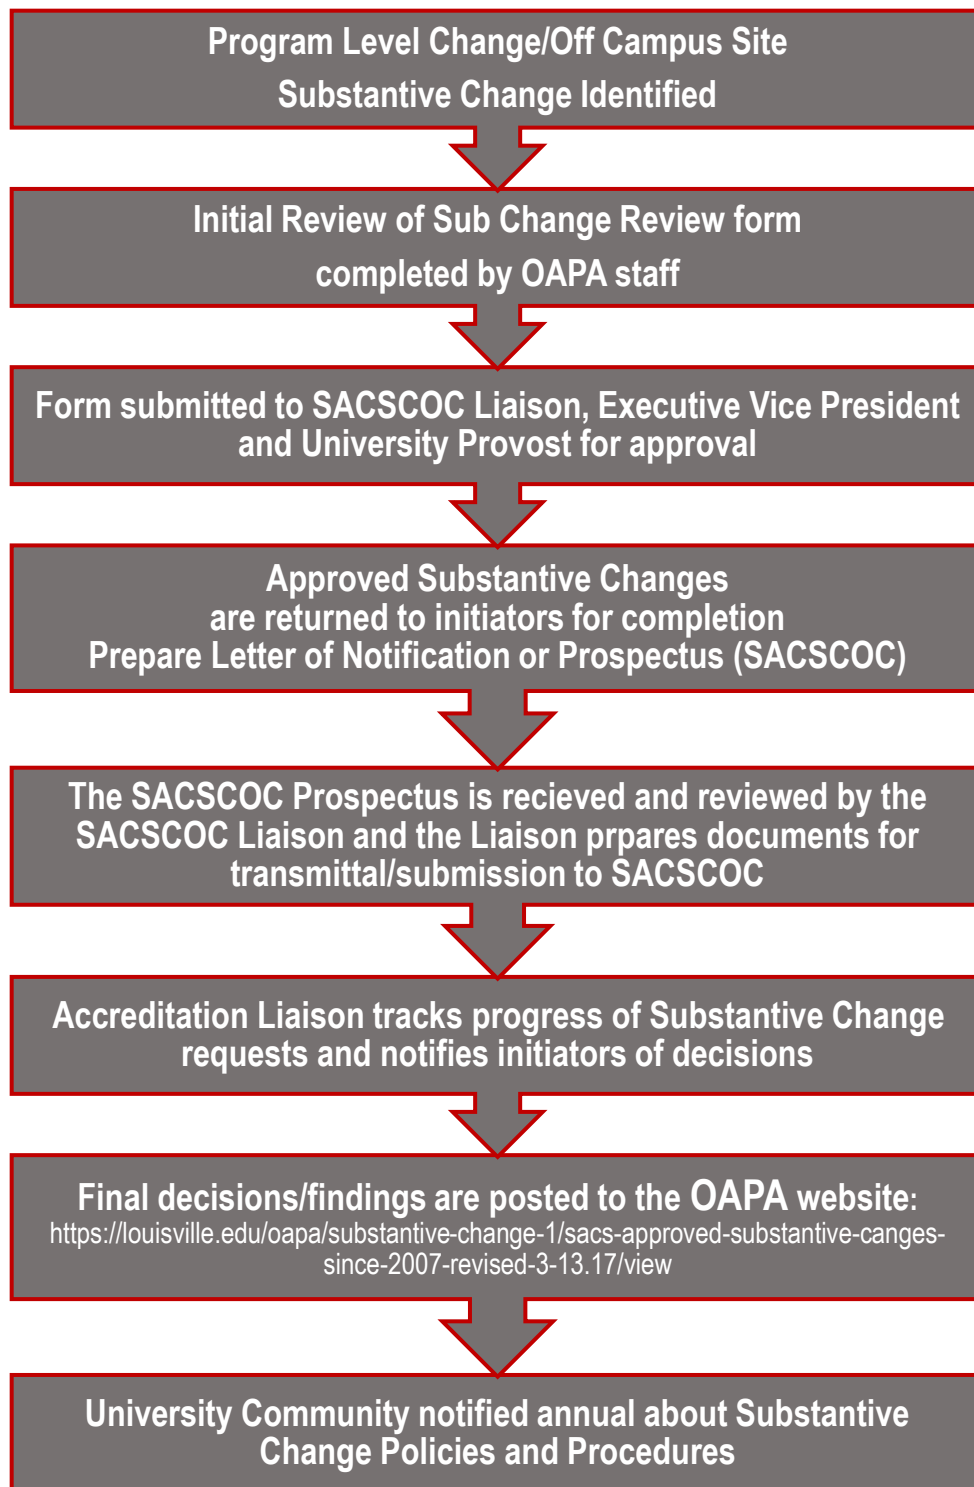 Program Level Change/Off Campus Site
Substantive Change Identified
Initial Review of Sub Change Review form
completed by OAPA staff
Form submitted to SACSCOC Liaison, Executive Vice President
and University Provost for approval
Approved Substantive Changes
are returned to initiators for completion
Prepare Letter of Notification or Prospectus (SACSCOC)
The SACSCOC Prospectus is recieved and reviewed by the
SACSCOC Liaison and the Liaison prpares documents for
transmittal/submission to SACSCOC
Accreditation Liaison tracks progress of Substantive Change
requests and notifies initiators of decisions
Final decisions/findings are posted to the OAPA website:
https://louisville.edu/oapa/substantive-change-1/sacs-approved-substantive-canges-
since-2007-revised-3-13.17/view
University Community notified annual about Substantive
Change Policies and Procedures